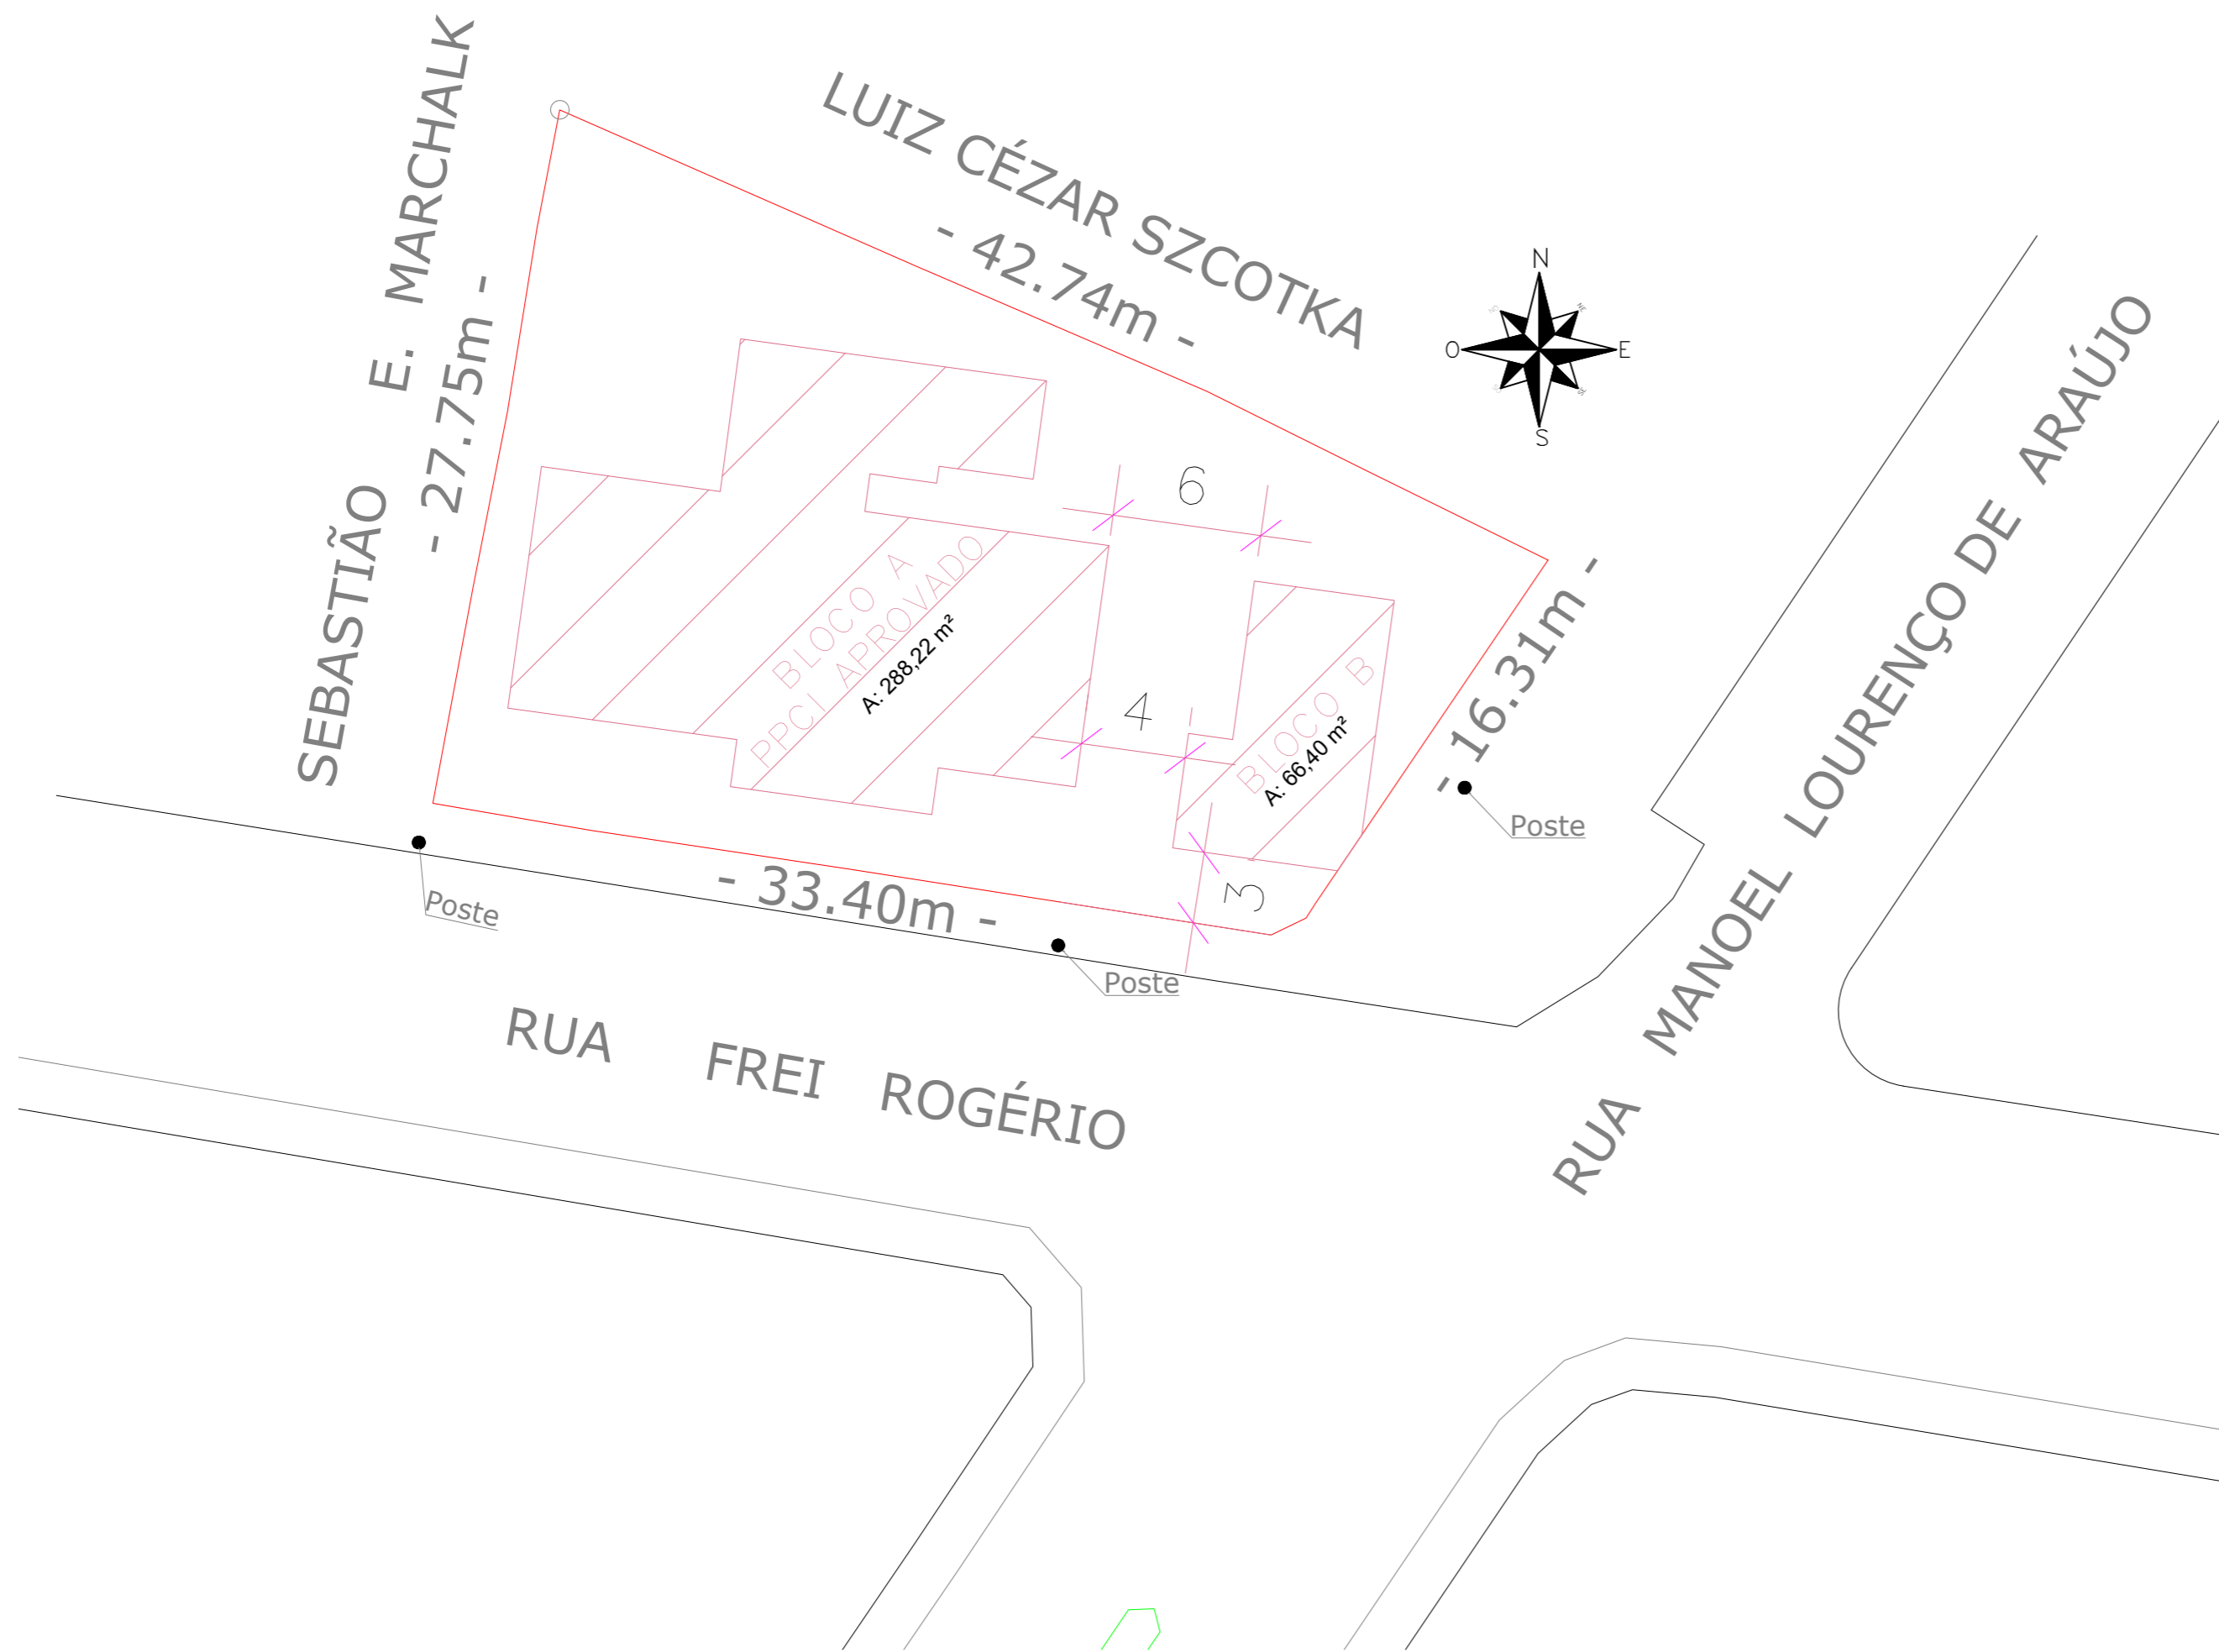 SEBASTIÃO E. MARCHALK
- 27.75m -
LUIZ CÉZAR SZCOTKA
- 42.74m -
N
O
E
S
6
BLOCO A
PPCI APROVADO
A: 288,22 m²
4
BLOCO B
A: 66,40 m²
- 16.31m -
Poste
3
- 33.40m -
Poste
Poste
RUA FREI ROGÉRIO
RUA MANOEL LOURENÇO DE ARAÚJO